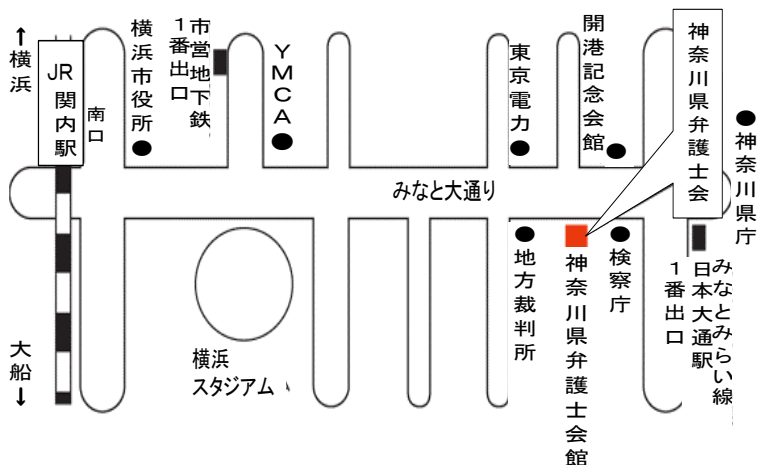 ↑横浜
JR関内駅
南口
横浜市役所
市営地下鉄
1番出口
YMCA
東京電力
開港記念会館
神奈川県弁護士会
神奈川県庁
みなと大通り
横浜
スタジアム
地方裁判所
神奈川県弁護士会館
検察庁
みなとみらい線
日本大通駅
1番出口
大船↓